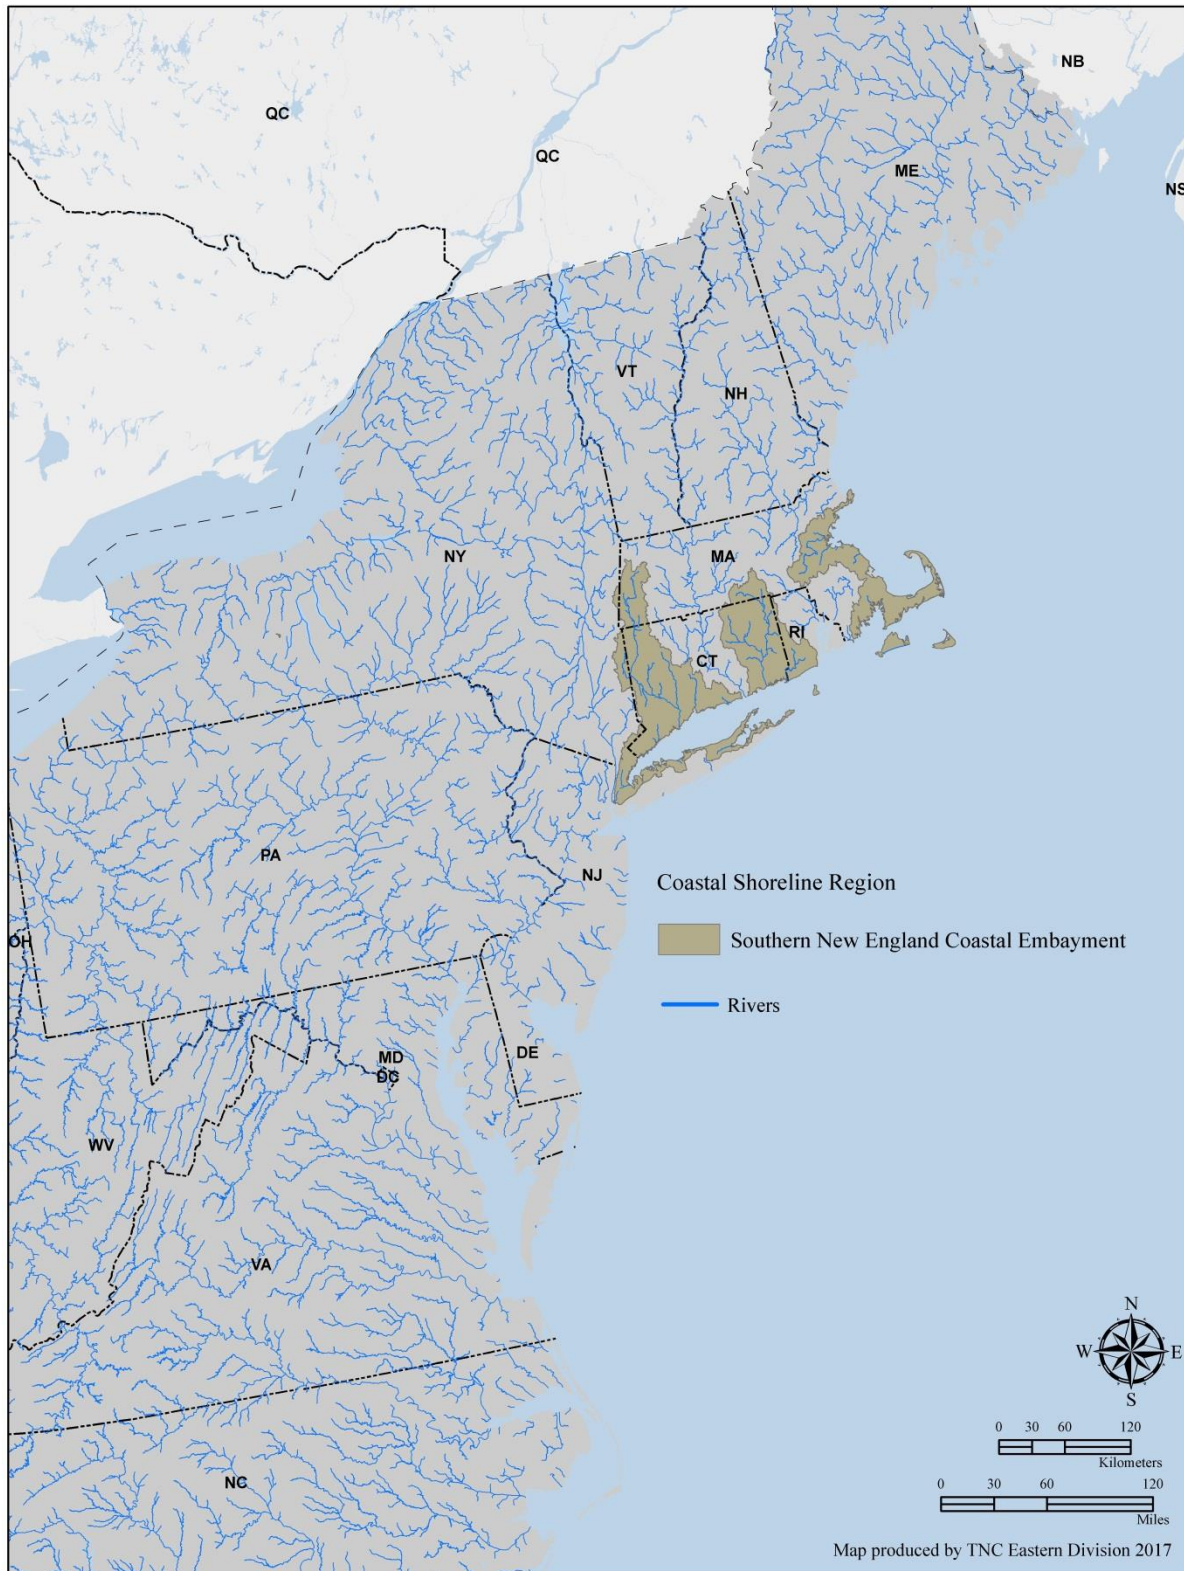 NB
QC
QC
ME
NS
VT
NH
NY
MA
RI
CT
Coastal Shoreline Region
PA
NJ
Southern New England Coastal Embayment
OH
Rivers
MD
DE
DC
WV
VA
N
W E
S
0 30 60 120
Kilometers
NC
0 30 60 120
Miles
Map produced by TNC Eastern Division 2017